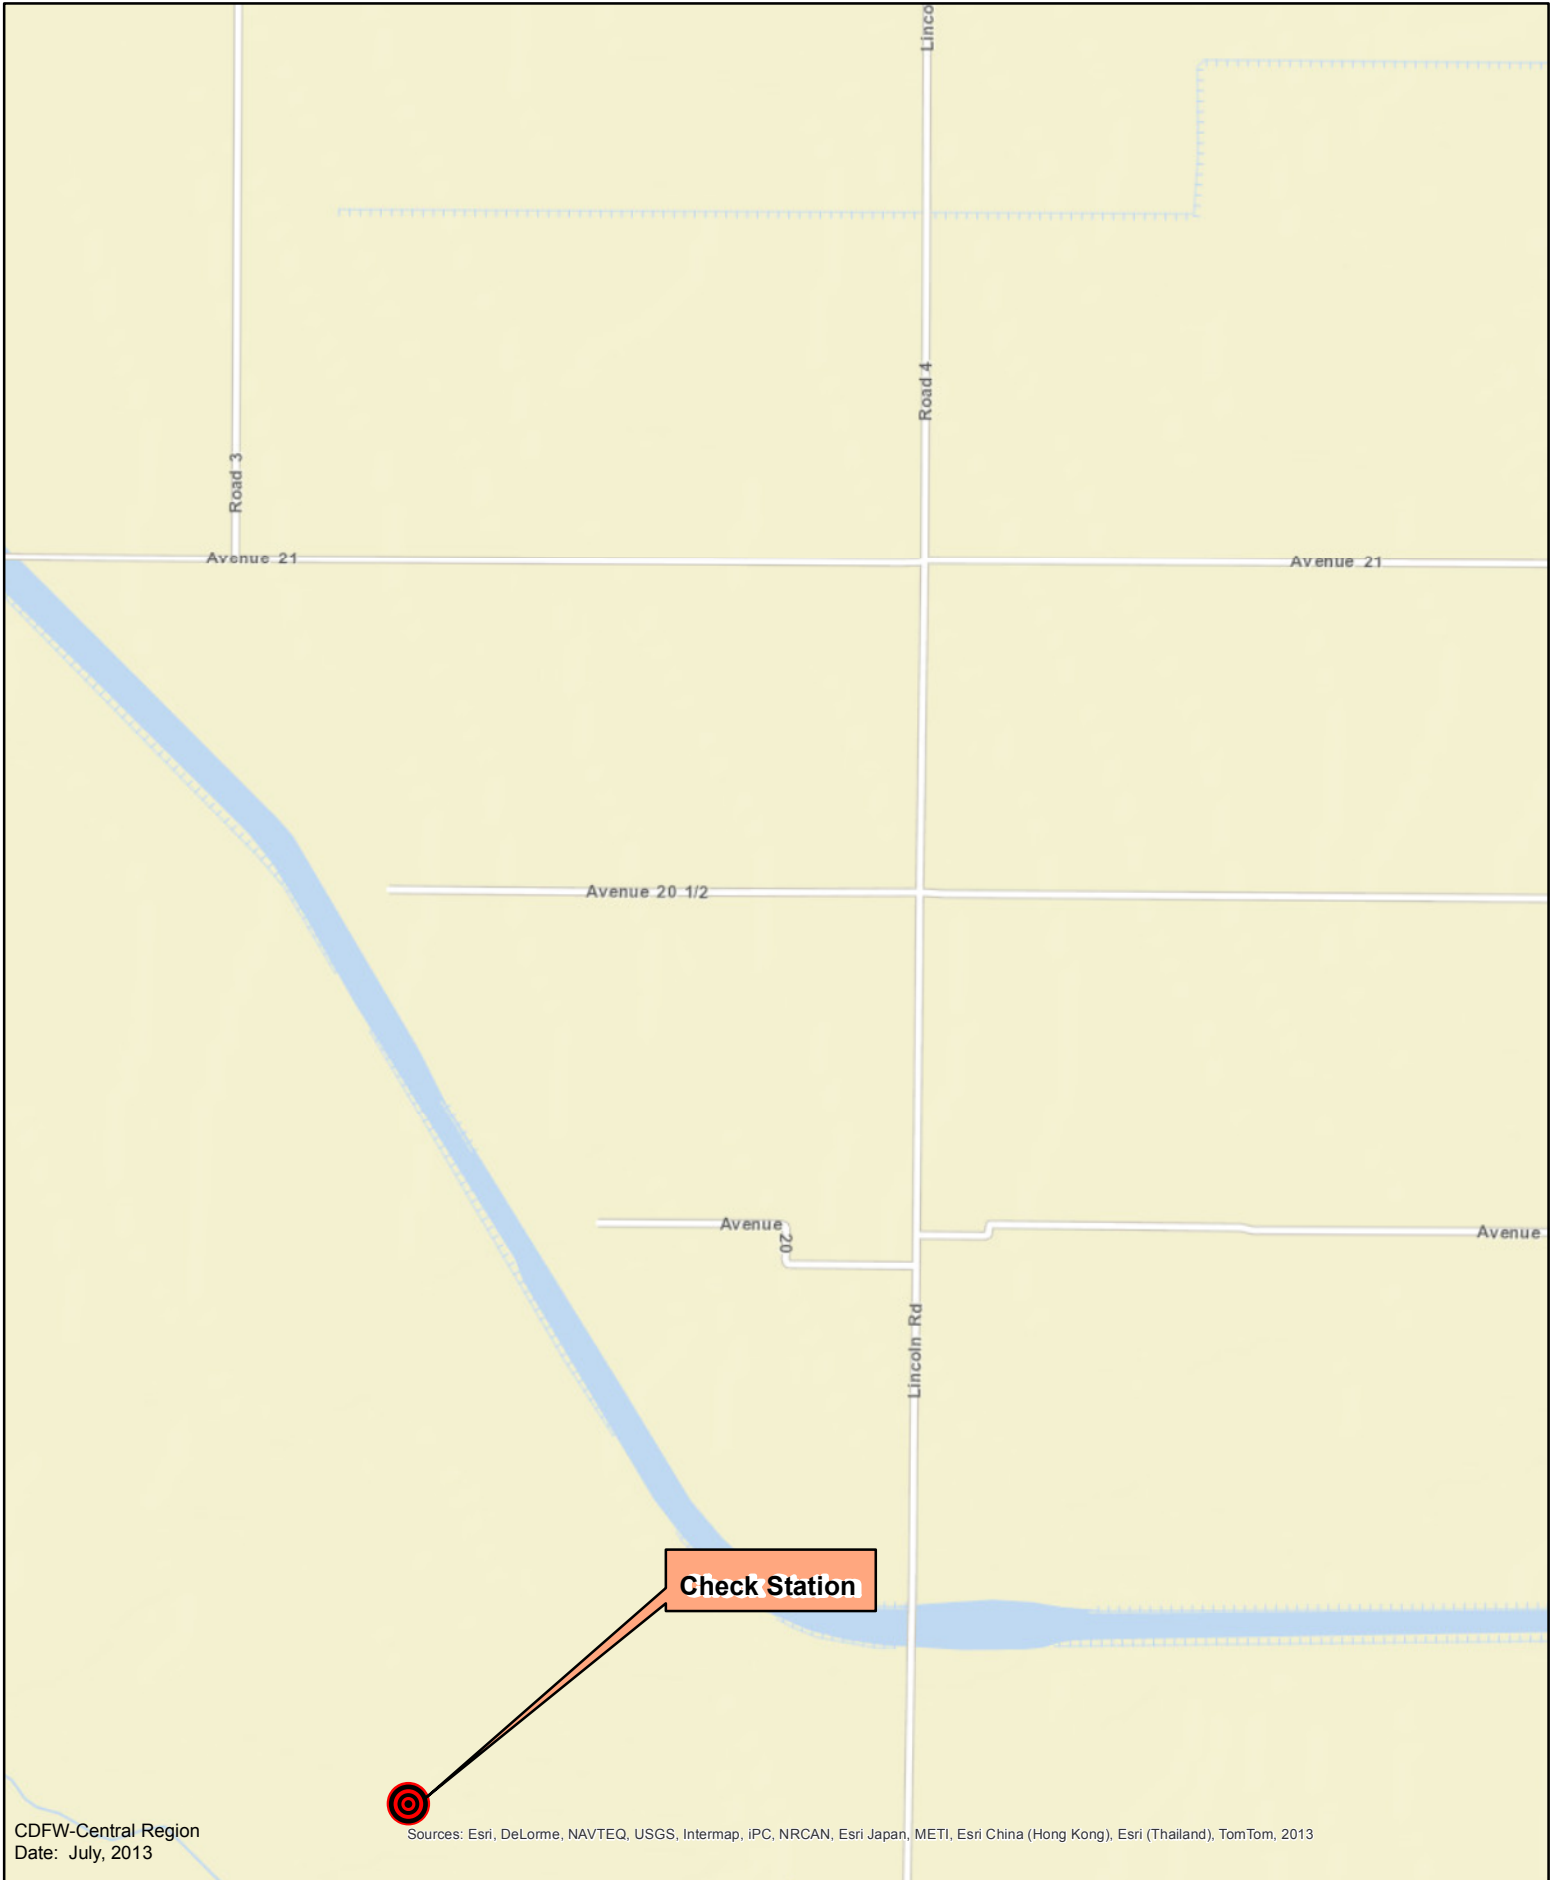 Linco
Road 4
Road 3
Avenue 21
Avenue 21
Avenue 20 1/2
Avenue 20
Avenue
Lincoln Rd
Check Station
CDFW-Central Region
Date: July, 2013
Sources: Esri, DeLorme, NAVTEQ, USGS, Intermap, iPC, NRCAN, Esri Japan, METI, Esri China (Hong Kong), Esri (Thailand), TomTom, 2013